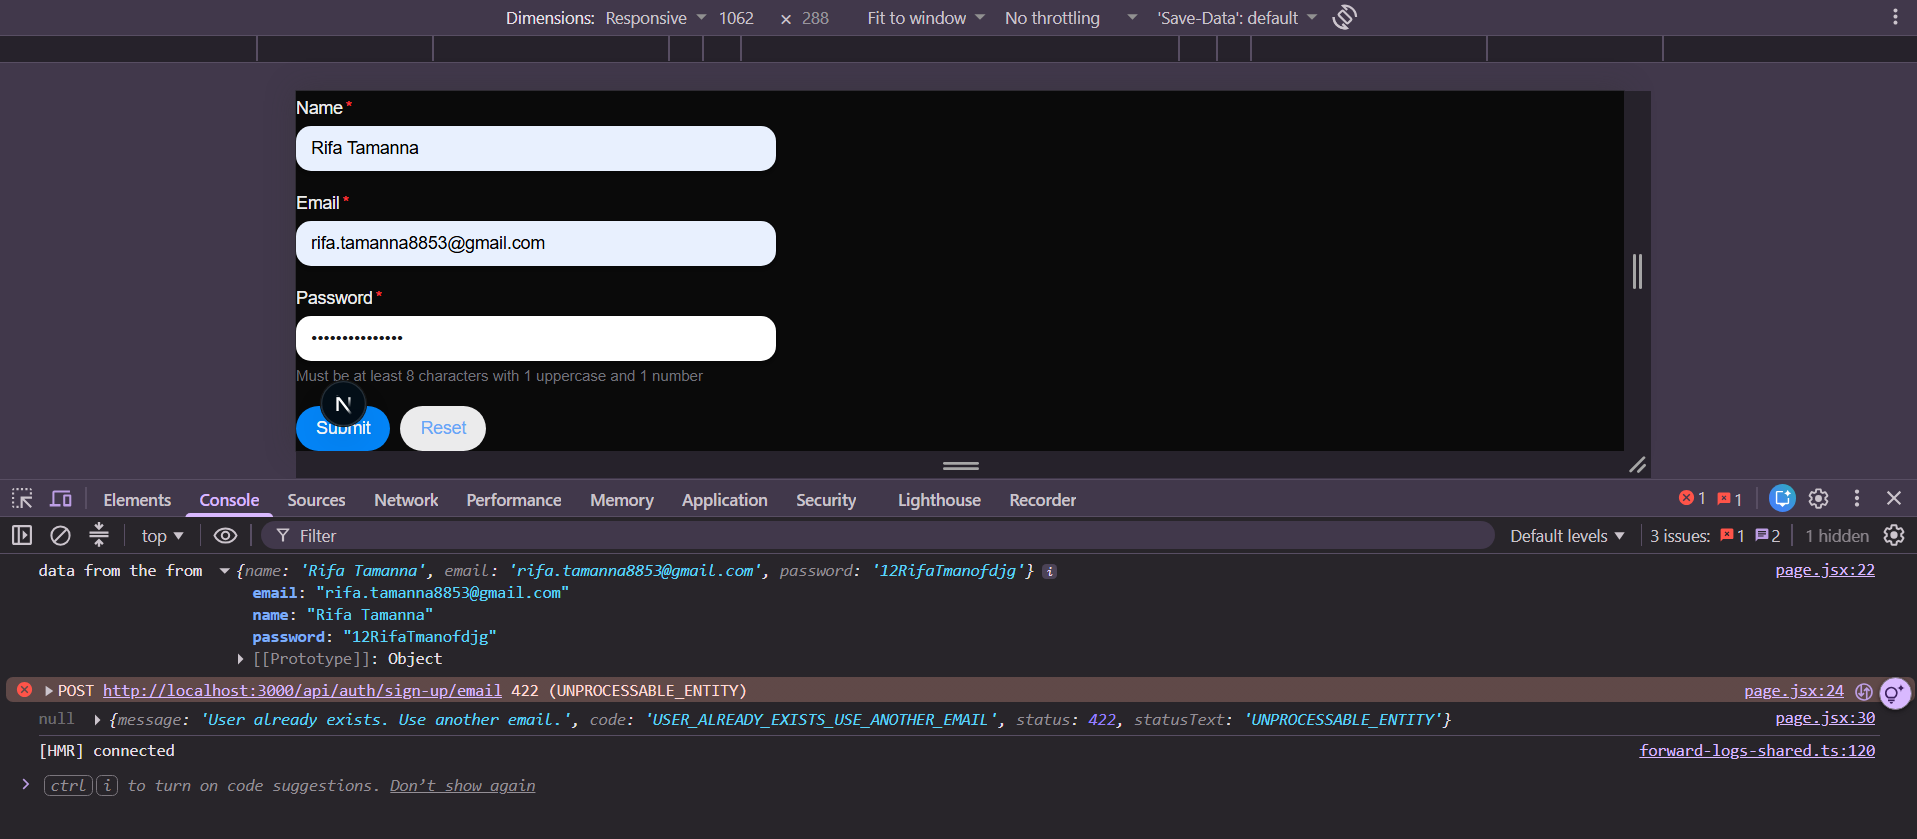 Dimensions: Responsive 1062 × 288 Fit to window No throttling 'Save-Data': default
Name*
Rifa Tamanna
Email*
rifa.tamanna8853@gmail.com
Password*
•••••••••••••••
Must be at least 8 characters with 1 uppercase and 1 number
N
Submit Reset
Elements Console Sources Network Performance Memory Application Security Lighthouse Recorder 1 1
top Filter Default levels 3 issues: 1 2 1 hidden
data from the from {name: 'Rifa Tamanna', email: 'rifa.tamanna8853@gmail.com', password: '12RifaTmanofdjg'} i page.jsx:22
email: "rifa.tamanna8853@gmail.com"
name: "Rifa Tamanna"
password: "12RifaTmanofdjg"
[[Prototype]]: Object
POST http://localhost:3000/api/auth/sign-up/email 422 (UNPROCESSABLE_ENTITY) page.jsx:24
null {message: 'User already exists. Use another email.', code: 'USER_ALREADY_EXISTS_USE_ANOTHER_EMAIL', status: 422, statusText: 'UNPROCESSABLE_ENTITY'} page.jsx:30
[HMR] connected forward-logs-shared.ts:120
ctrl i to turn on code suggestions. Don't show again